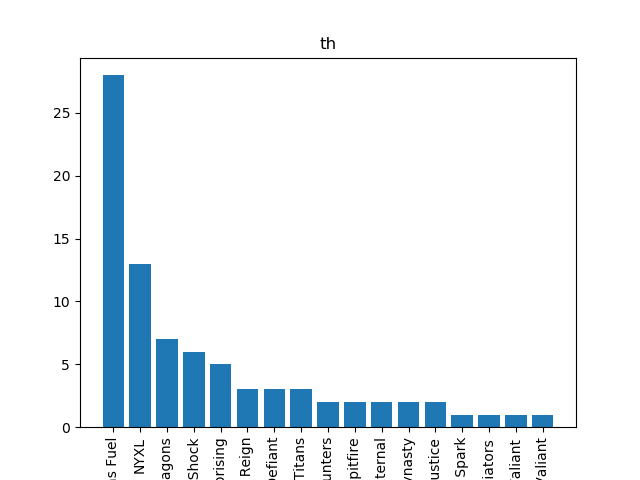 th
25
20
15
10
5
0
s Fuel
NYXL
agons
Shock
rising
Reign
efiant
Titans
unters
pitfire
ternal
ynasty
ustice
Spark
iators
aliant
Valiant